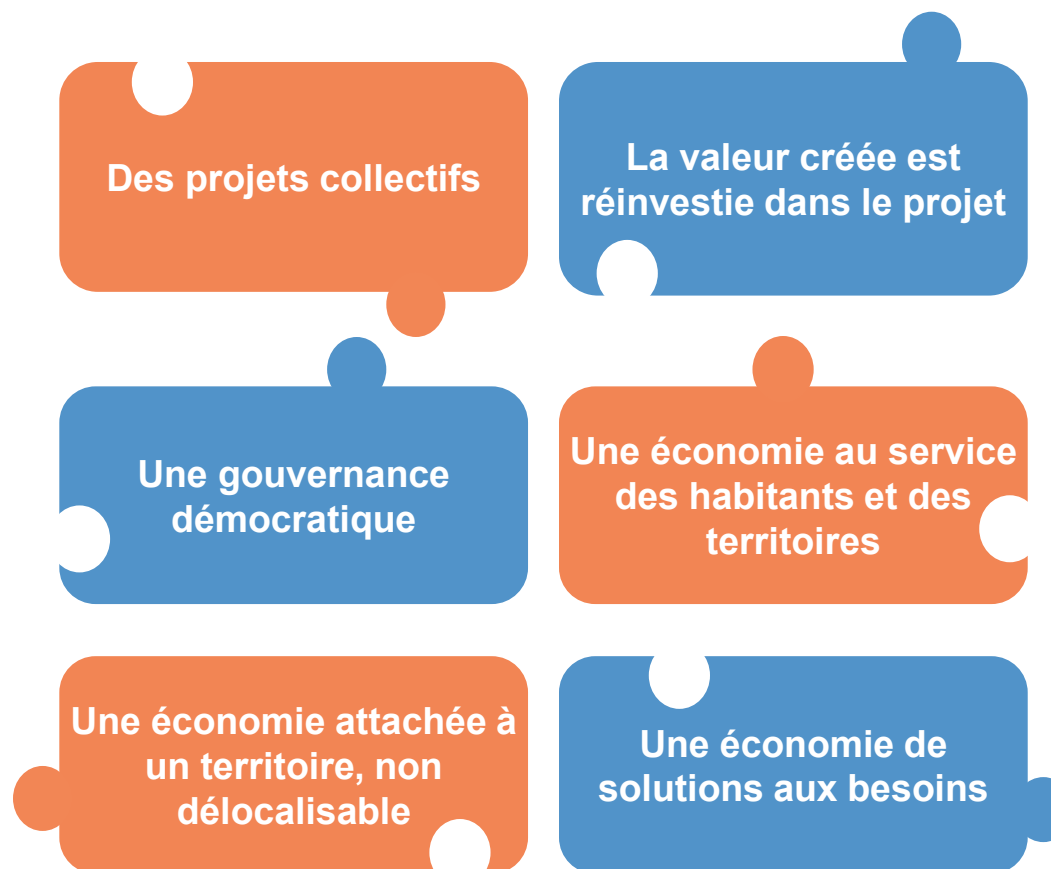 Des projets collectifs
La valeur créée est
réinvestie dans le projet
Une gouvernance
démocratique
Une économie au service
des habitants et des
territoires
Une économie attachée à
un territoire, non
délocalisable
Une économie de
solutions aux besoins